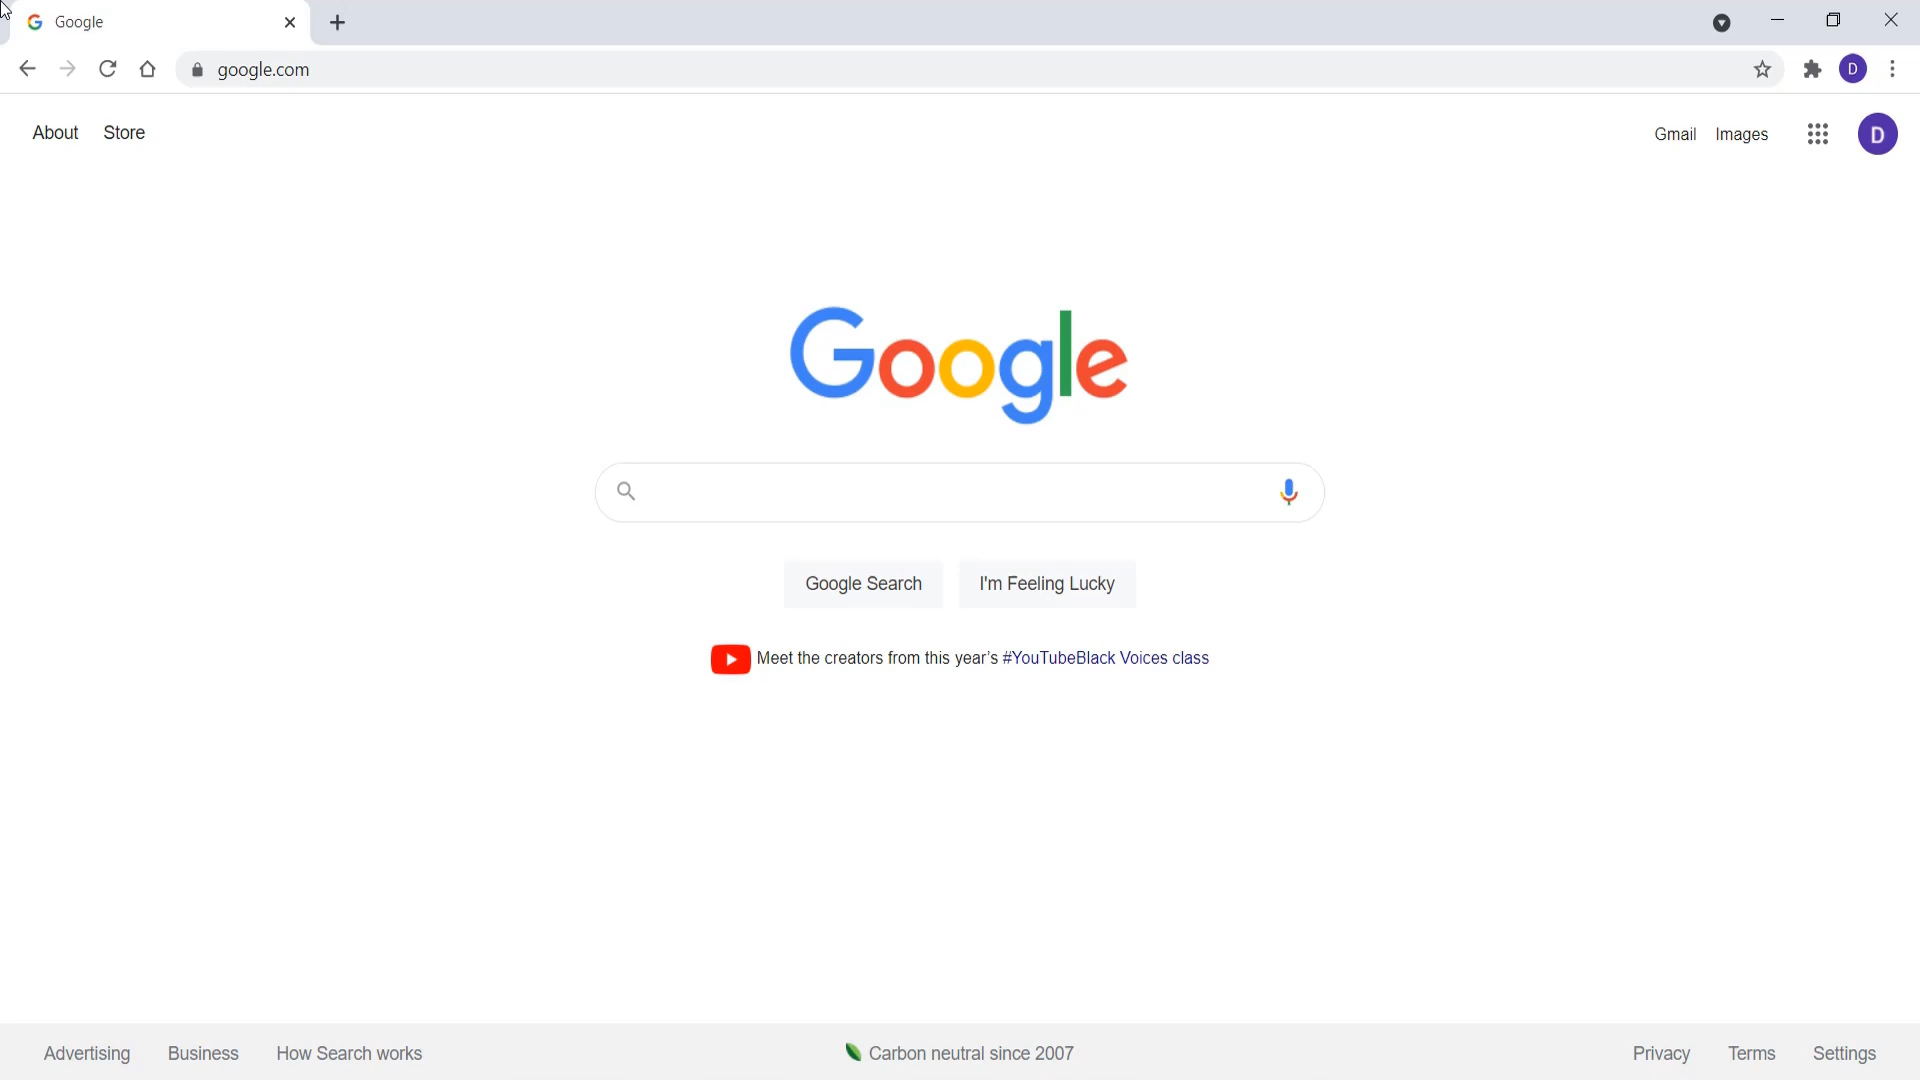 Google
google.com
D
About Store
Gmail Images
D
Google
Google Search I'm Feeling Lucky
Meet the creators from this year's #YouTubeBlack Voices class
Advertising Business How Search works
Carbon neutral since 2007
Privacy Terms Settings